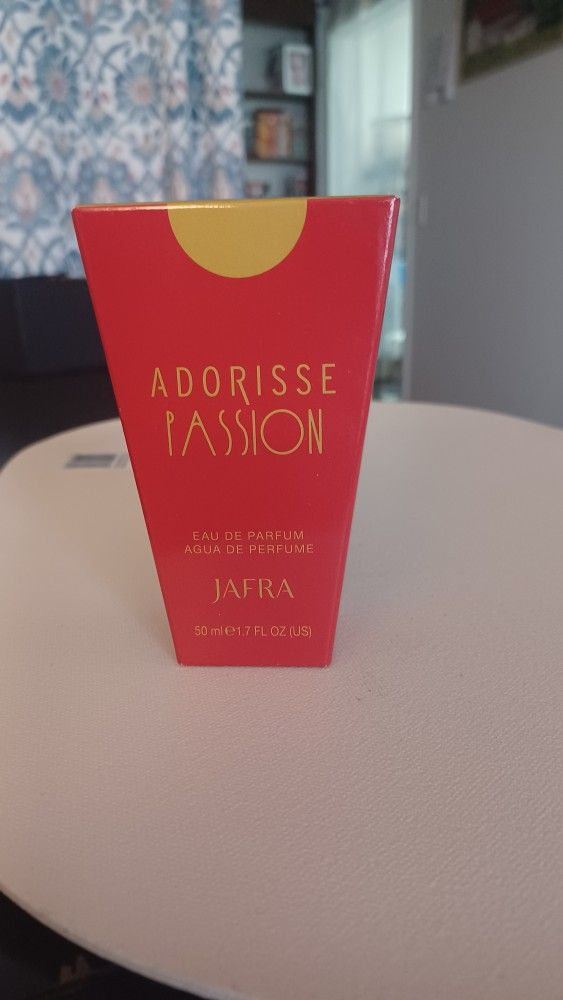 ADORISSE
PASSION
EAU DE PARFUM
AGUA DE PERFUME
JAFRA
50 ml ℮ 1.7 FL OZ (US)